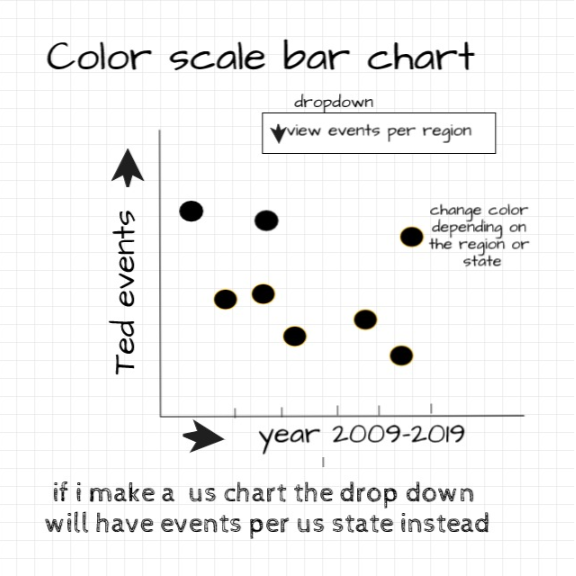 Color scale bar chart
dropdown
view events per region
change color
depending on
the region or
state
Ted events
year 2009-2019
if i make a us chart the drop down
will have events per us state instead